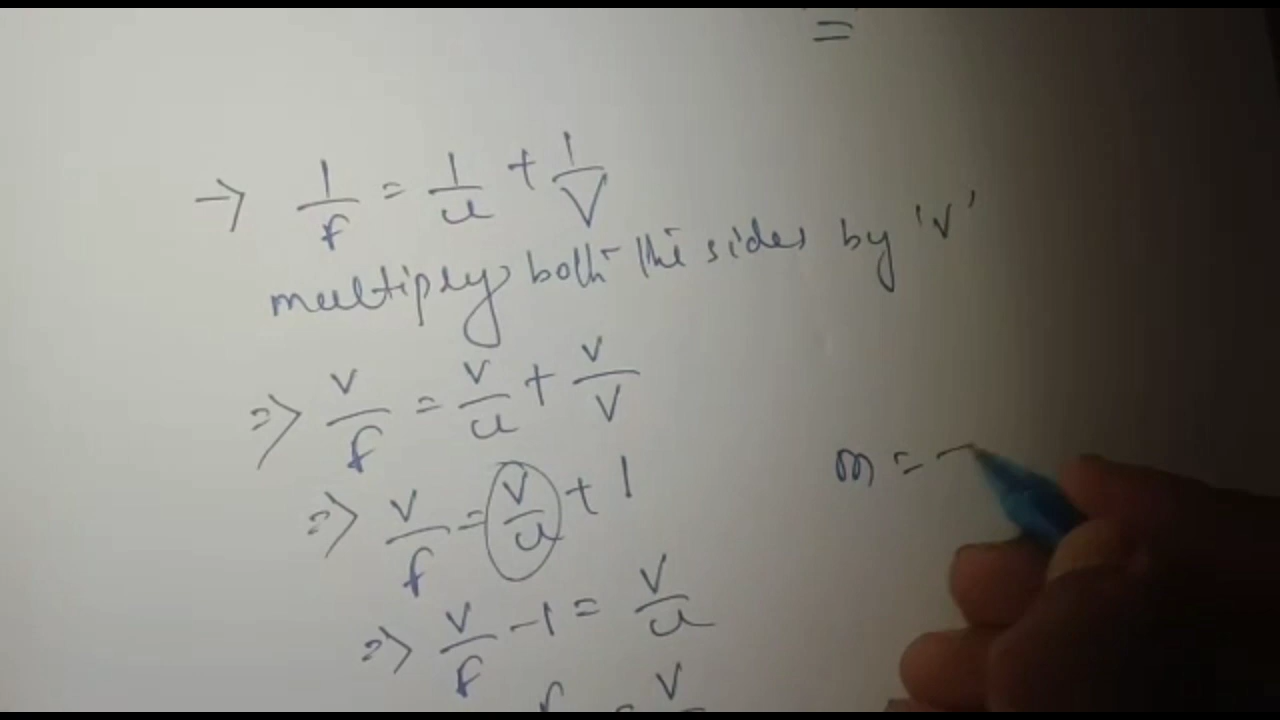 =
→ 1/f = 1/u + 1/V
multiply both the sides by 'v'
⇒ v/f = v/u + v/v
⇒ v/f = v/u + 1
m = -
⇒ v/f - 1 = v/u
f = v